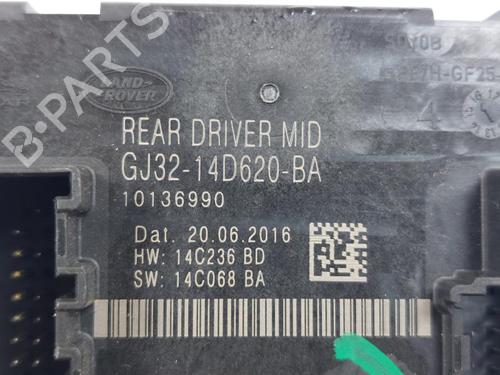 LAND-
ROVER
REAR DRIVER MID
GJ32-14D620-BA
10136990
Dat. 20.06.2016
HW: 14C236 BD
SW: 14C068 BA